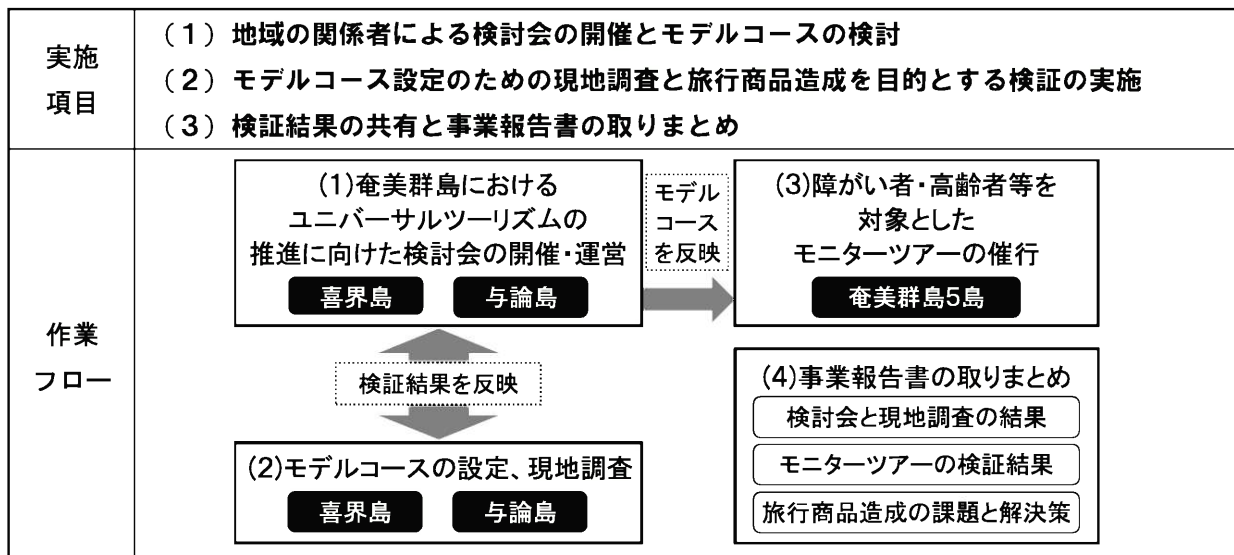 実施
項目
(1) 地域の関係者による検討会の開催とモデルコースの検討
(2) モデルコース設定のための現地調査と旅行商品造成を目的とする検証の実施
(3) 検証結果の共有と事業報告書の取りまとめ
作業
フロー
(1)奄美群島における
ユニバーサルツーリズムの
推進に向けた検討会の開催・運営
喜界島
与論島
モデル
コース
を反映
(3)障がい者・高齢者等を
対象とした
モニターツアーの催行
奄美群島5島
検証結果を反映
(2)モデルコースの設定、現地調査
喜界島
与論島
(4)事業報告書の取りまとめ
検討会と現地調査の結果
モニターツアーの検証結果
旅行商品造成の課題と解決策